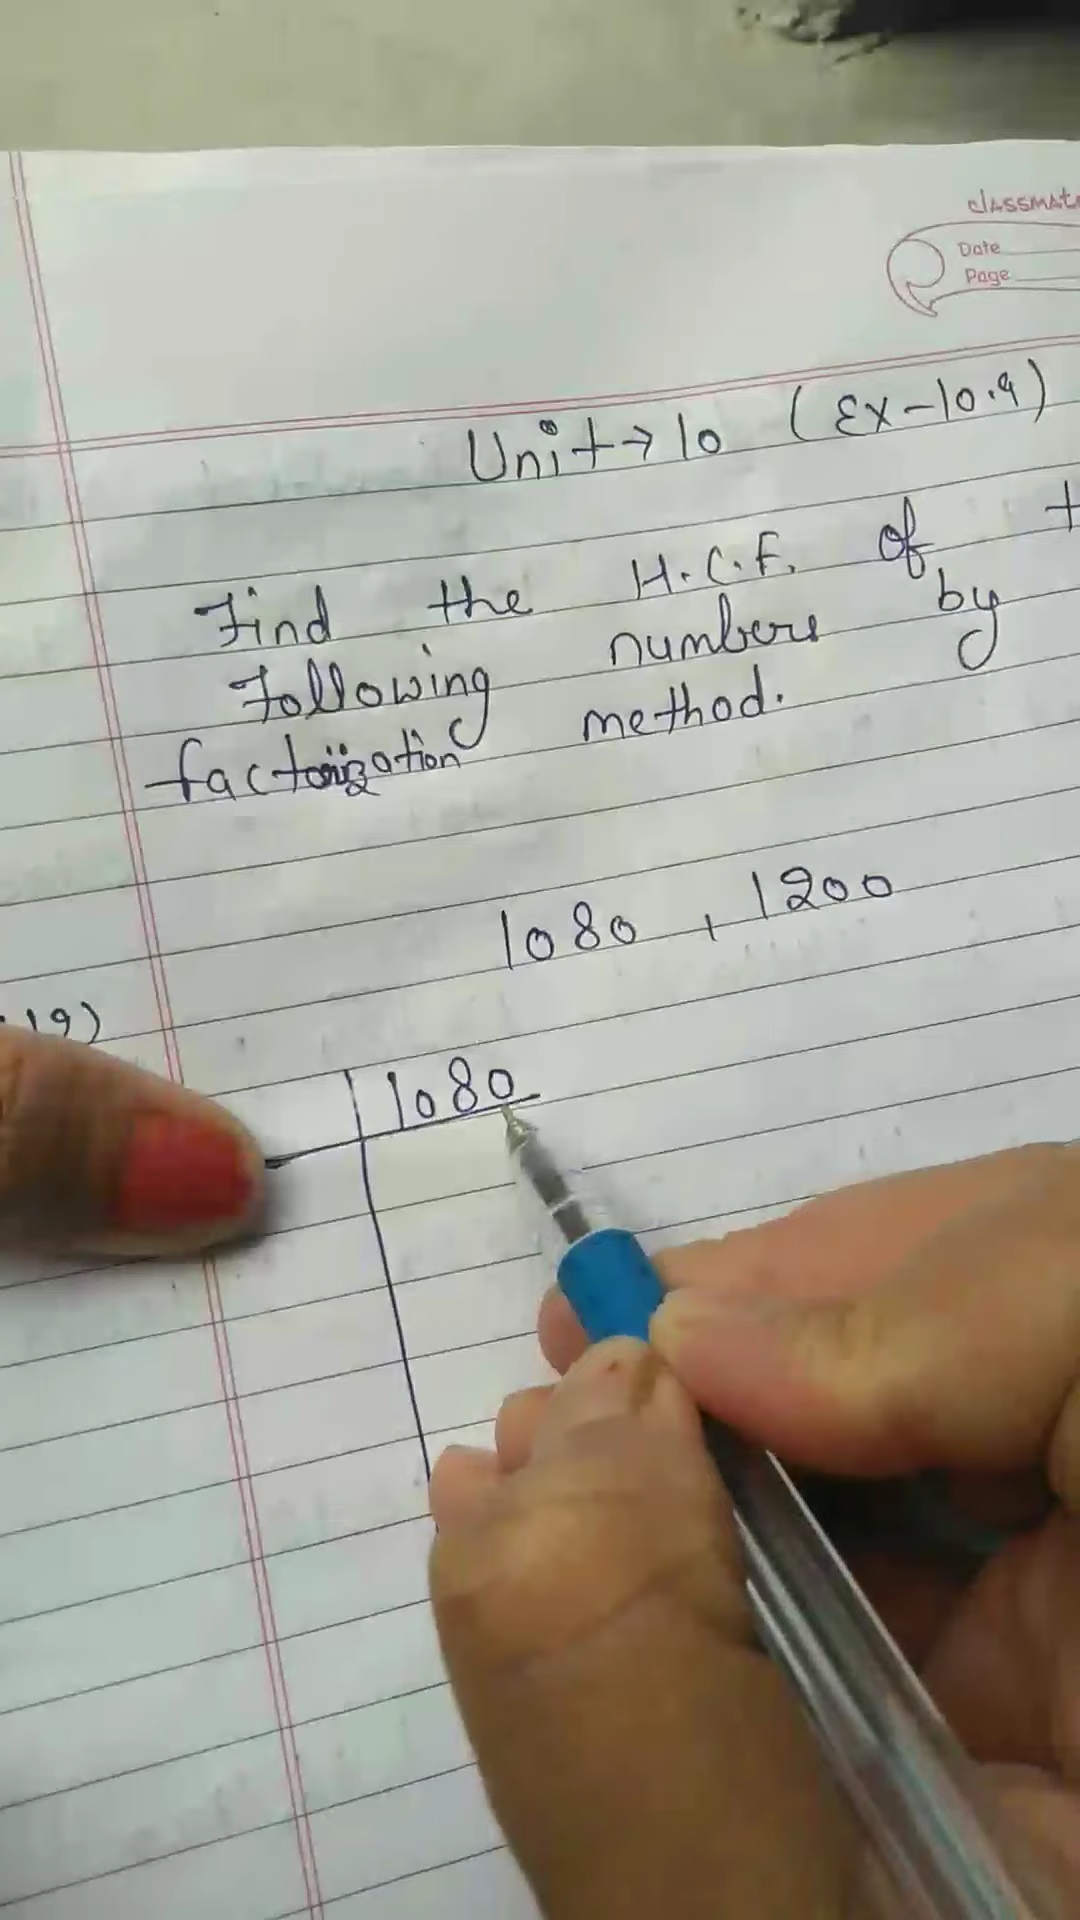 classmate
Date
Page
Unit → 10 (Ex-10.9)
Find the H.C.F. of
Following numbers by
factorization method.
1080, 1200
19)
1080